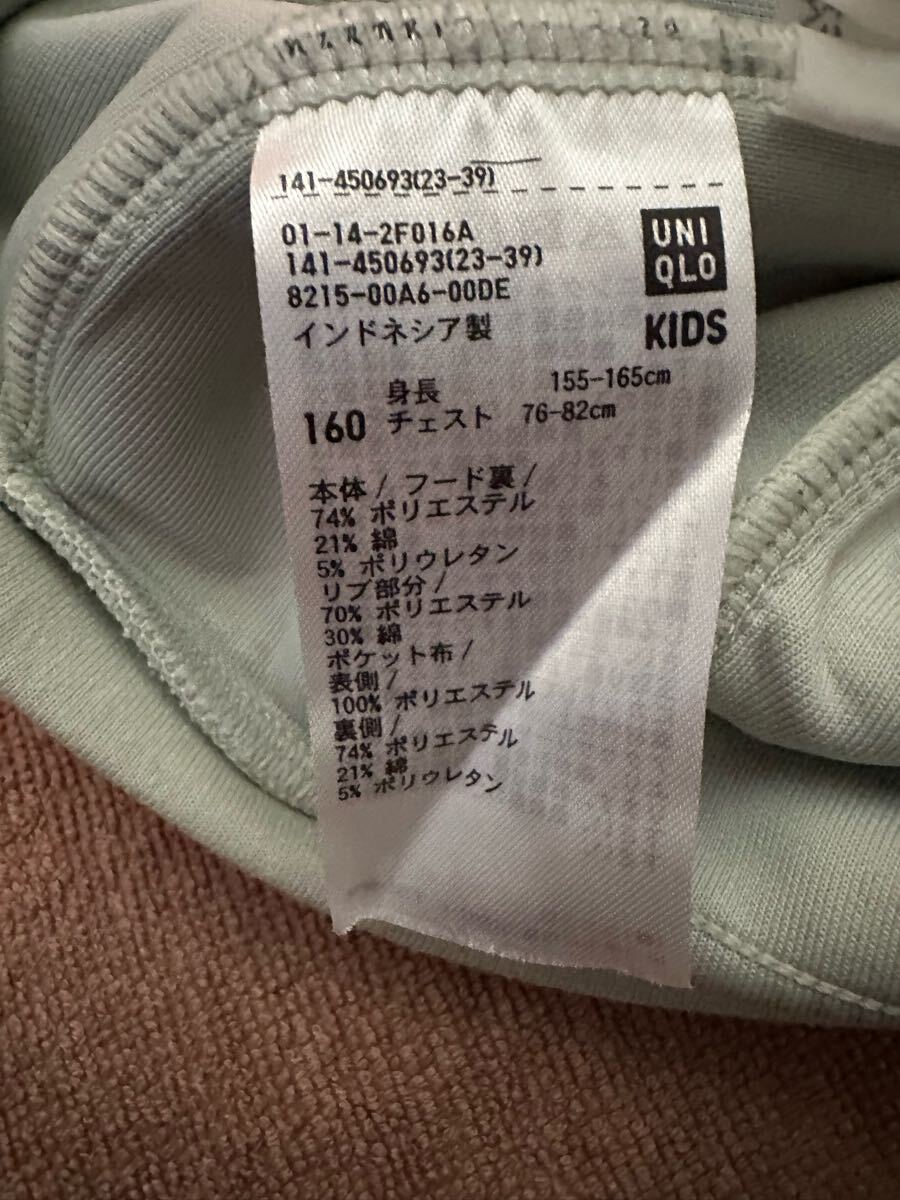 141-450693(23-39)
01-14-2F016A
141-450693(23-39)
8215-00A6-00DE
インドネシア製
UNI
QLO
KIDS
160
身長 155-165cm
チェスト 76-82cm
本体/フード裏/
74% ポリエステル
21% 綿
5% ポリウレタン
リブ部分/
70% ポリエステル
30% 綿
ポケット布/
表側/
100% ポリエステル
裏側/
74% ポリエステル
21% 綿
5% ポリウレタン